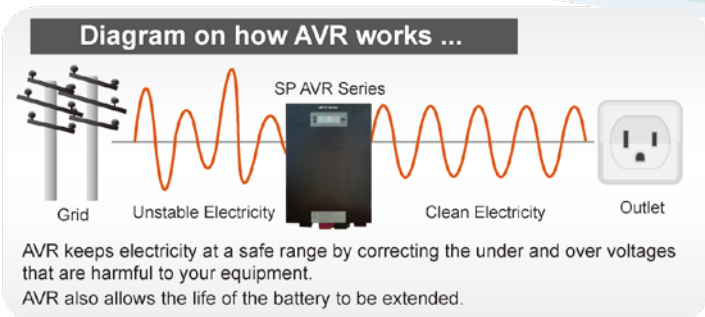 Diagram on how AVR works ...
SP AVR Series
Grid
Unstable Electricity
Clean Electricity
Outlet
AVR keeps electricity at a safe range by correcting the under and over voltages
that are harmful to your equipment.
AVR also allows the life of the battery to be extended.